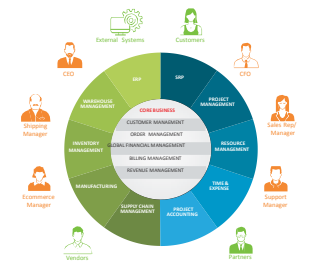 External Systems
Customers
CEO
CFO
ERP
SRP
WAREHOUSE
MANAGEMENT
PROJECT
MANAGEMENT
CORE BUSINESS
CUSTOMER MANAEMENT
ORDER MANAGEMENT
GLOBAL FINANCIAL MANAGEMENT
BILLING MANAGEMENT
REVENUE MANAGEMENT
Shipping
Manager
Sales Rep/
Manager
INVENTORY
MANAGEMENT
RESOURCE
MANAGEMENT
MANUFACTURING
TIME &
EXPENSE
Ecommerce
Manager
Support
Manager
SUPPLY CHAIN
MANAGEMENT
PROJECT
ACCOUNTING
Vendors
Partners